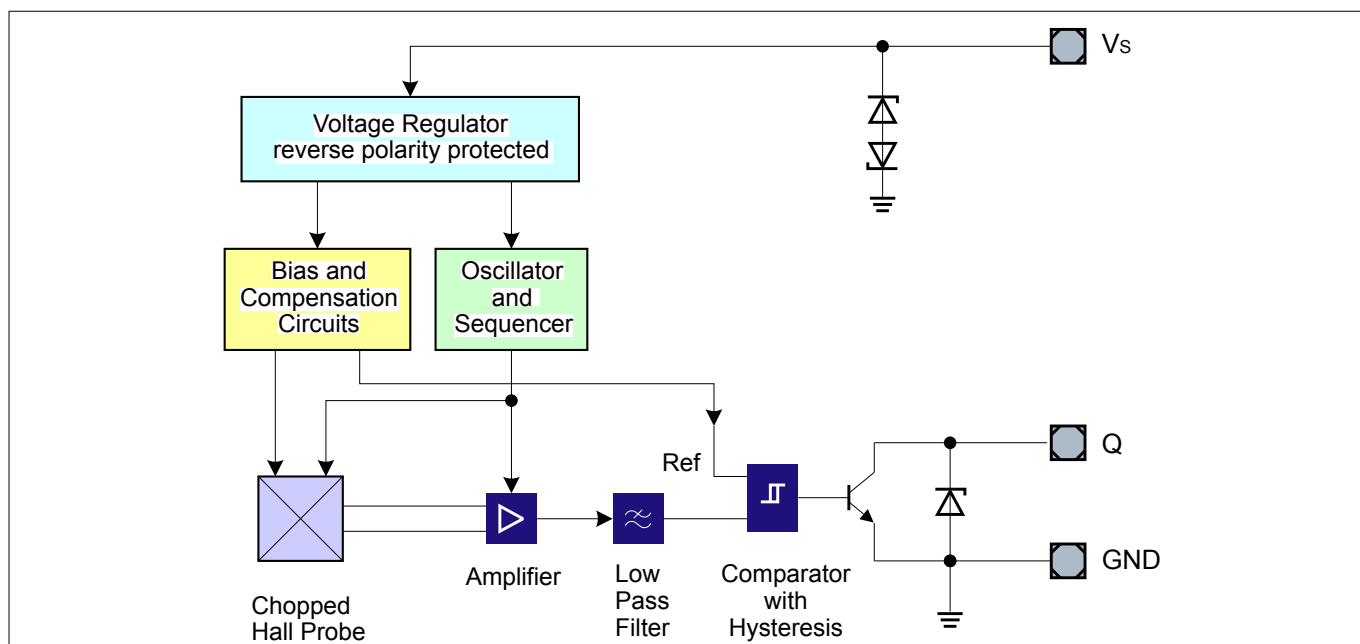 Vs
Voltage Regulator
reverse polarity protected
Bias and
Compensation
Circuits
Oscillator
and
Sequencer
Ref
Q
GND
Amplifier
Low
Pass
Filter
Comparator
with
Hysteresis
Chopped
Hall Probe